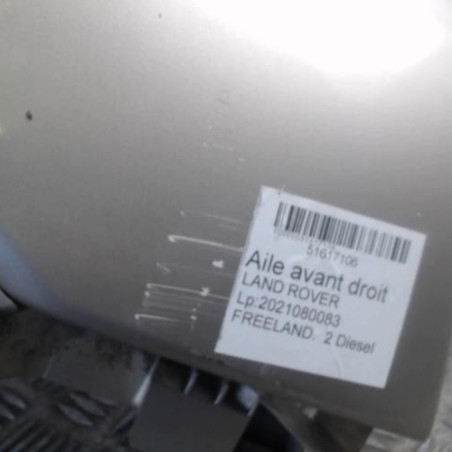 51617106
Aile avant droit
LAND ROVER
Lp:2021080083
FREELAND. 2 Diesel